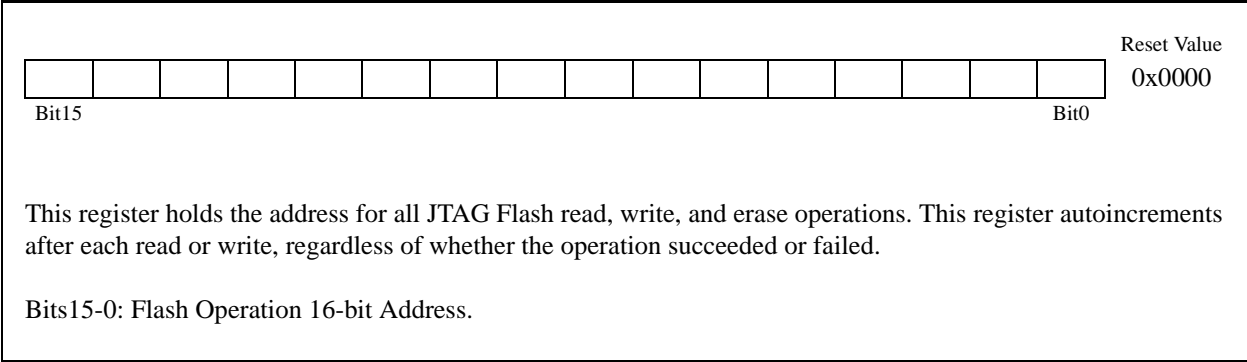 Reset Value
0x0000
Bit15 Bit0
This register holds the address for all JTAG Flash read, write, and erase operations. This register autoincrements
after each read or write, regardless of whether the operation succeeded or failed.
Bits15-0: Flash Operation 16-bit Address.